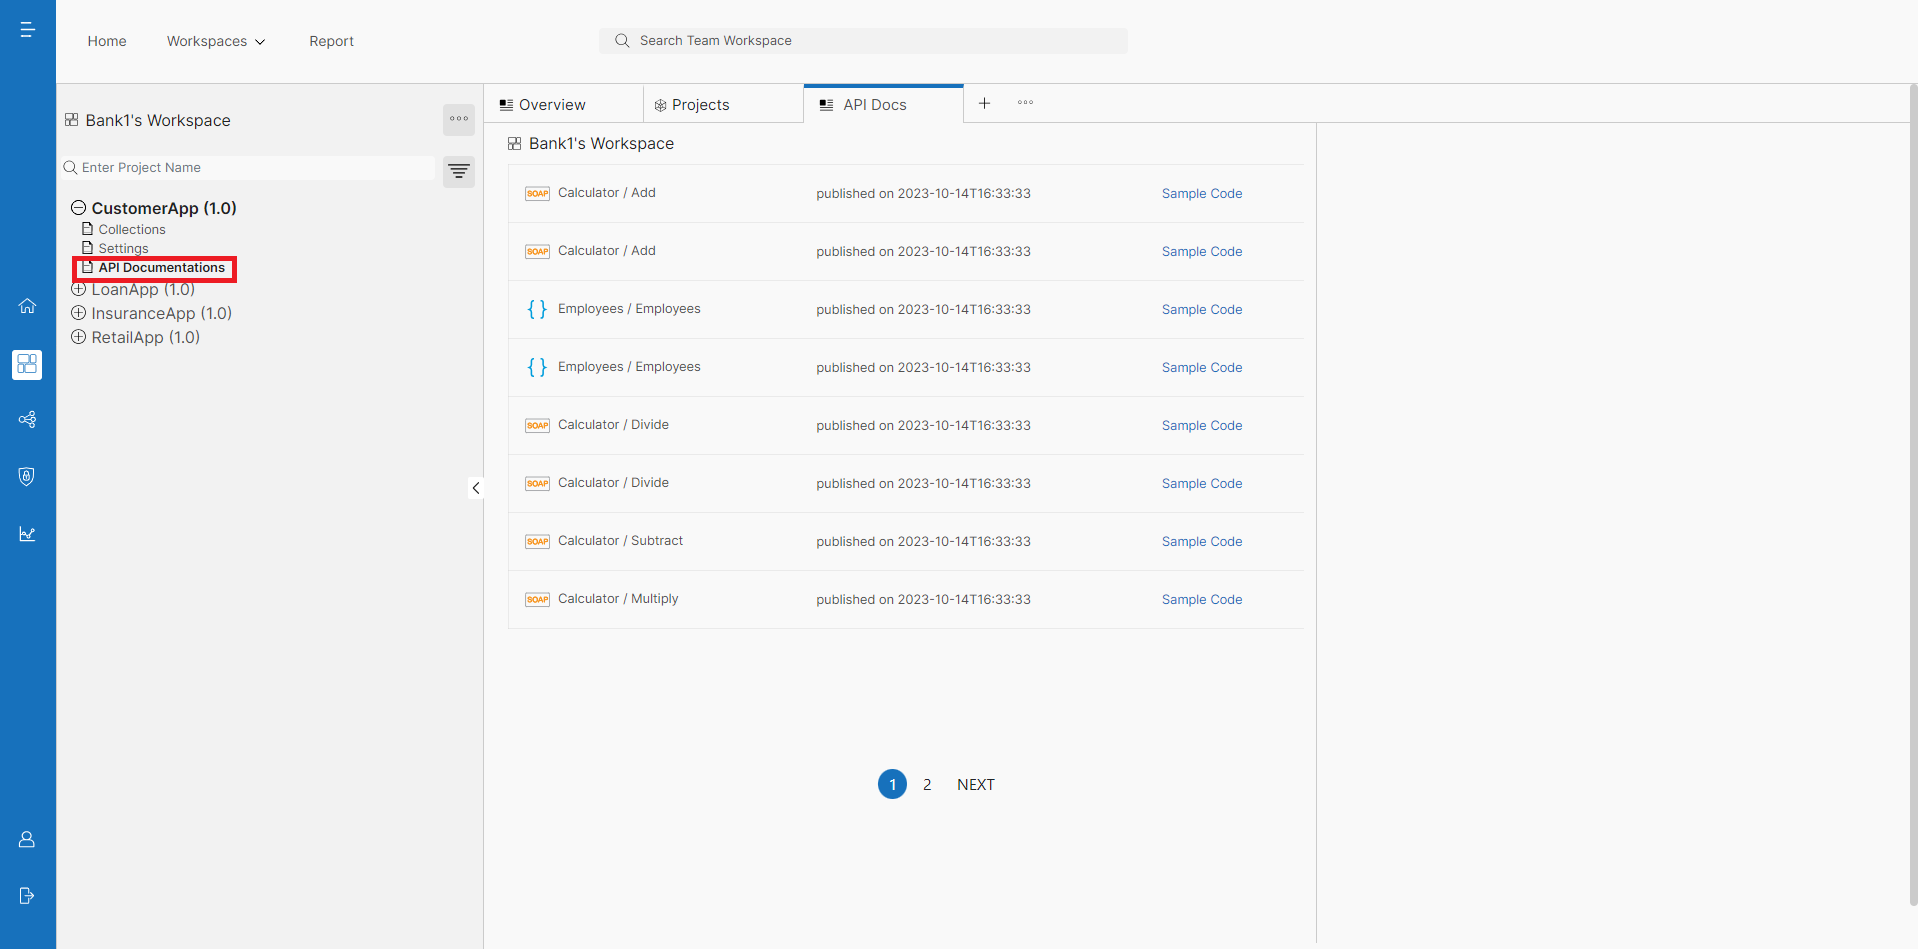 Home Workspaces Report
Search Team Workspace
Bank1's Workspace
Enter Project Name
CustomerApp (1.0)
Collections
Settings
API Documentations
LoanApp (1.0)
InsuranceApp (1.0)
RetailApp (1.0)
Overview Projects API Docs
Bank1's Workspace
SOAP Calculator / Add published on 2023-10-14T16:33:33 Sample Code
SOAP Calculator / Add published on 2023-10-14T16:33:33 Sample Code
{ } Employees / Employees published on 2023-10-14T16:33:33 Sample Code
{ } Employees / Employees published on 2023-10-14T16:33:33 Sample Code
SOAP Calculator / Divide published on 2023-10-14T16:33:33 Sample Code
SOAP Calculator / Divide published on 2023-10-14T16:33:33 Sample Code
SOAP Calculator / Subtract published on 2023-10-14T16:33:33 Sample Code
SOAP Calculator / Multiply published on 2023-10-14T16:33:33 Sample Code
1 2 NEXT